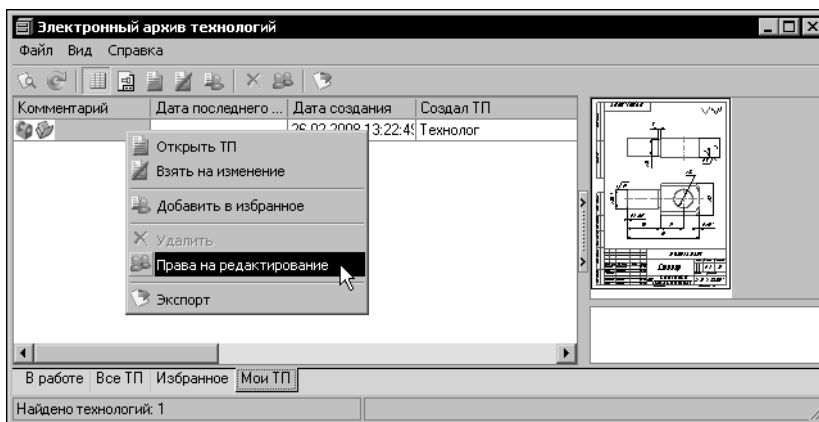 Электронный архив технологий
Файл Вид Справка
Комментарий Дата последнего ... Дата создания Создал ТП
26.02.2008 13:22:49 Технолог
Открыть ТП
Взять на изменение
Добавить в избранное
Удалить
Права на редактирование
Экспорт
В работе Все ТП Избранное Мои ТП
Найдено технологий: 1